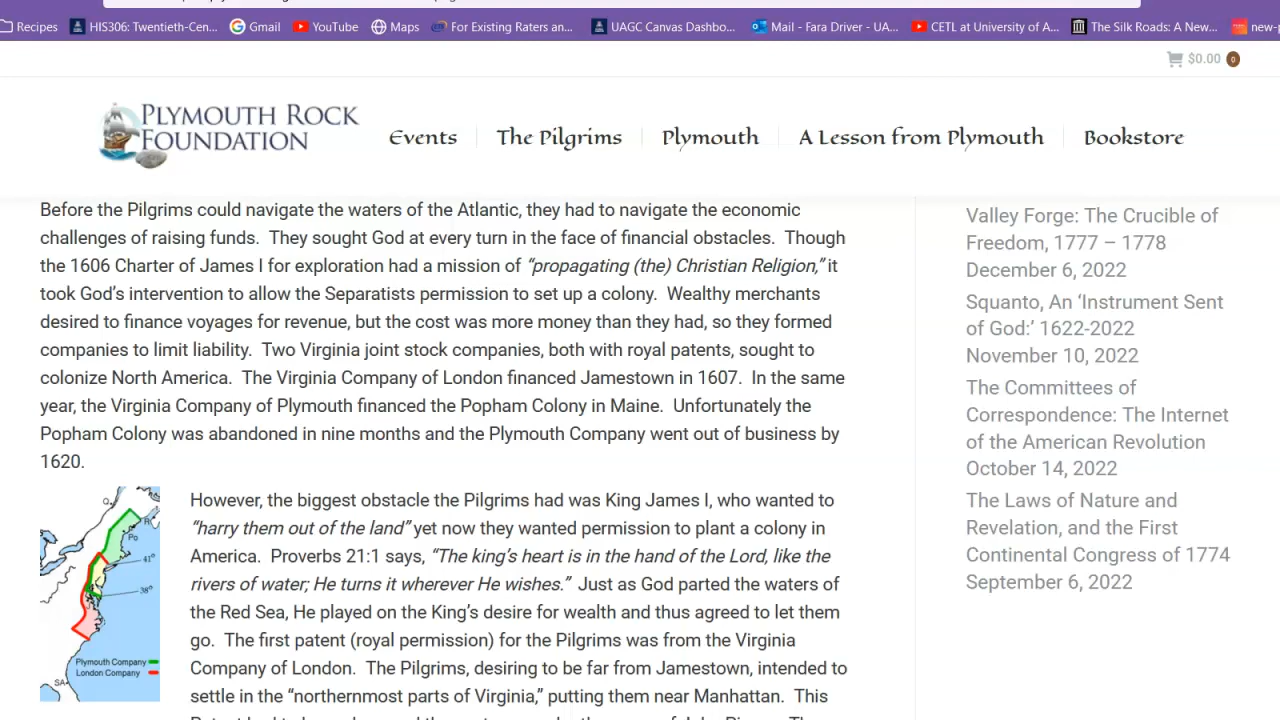 Recipes
HIS306: Twentieth-Cen...
Gmail
YouTube
Maps
For Existing Raters an...
UAGC Canvas Dashbo...
Mail - Fara Driver - UA...
CETL at University of A...
The Silk Roads: A New...
new-p
$0.00 0
PLYMOUTH ROCK
FOUNDATION
Events
The Pilgrims
Plymouth
A Lesson from Plymouth
Bookstore
Before the Pilgrims could navigate the waters of the Atlantic, they had to navigate the economic
challenges of raising funds. They sought God at every turn in the face of financial obstacles. Though
the 1606 Charter of James I for exploration had a mission of “propagating (the) Christian Religion,” it
took God’s intervention to allow the Separatists permission to set up a colony. Wealthy merchants
desired to finance voyages for revenue, but the cost was more money than they had, so they formed
companies to limit liability. Two Virginia joint stock companies, both with royal patents, sought to
colonize North America. The Virginia Company of London financed Jamestown in 1607. In the same
year, the Virginia Company of Plymouth financed the Popham Colony in Maine. Unfortunately the
Popham Colony was abandoned in nine months and the Plymouth Company went out of business by
1620.
Q
R
Po
41°
38°
Plymouth Company
London Company
SA
However, the biggest obstacle the Pilgrims had was King James I, who wanted to
“harry them out of the land” yet now they wanted permission to plant a colony in
America. Proverbs 21:1 says, “The king’s heart is in the hand of the Lord, like the
rivers of water; He turns it wherever He wishes.” Just as God parted the waters of
the Red Sea, He played on the King’s desire for wealth and thus agreed to let them
go. The first patent (royal permission) for the Pilgrims was from the Virginia
Company of London. The Pilgrims, desiring to be far from Jamestown, intended to
settle in the “northernmost parts of Virginia,” putting them near Manhattan. This
Valley Forge: The Crucible of
Freedom, 1777 – 1778
December 6, 2022
Squanto, An ‘Instrument Sent
of God:’ 1622-2022
November 10, 2022
The Committees of
Correspondence: The Internet
of the American Revolution
October 14, 2022
The Laws of Nature and
Revelation, and the First
Continental Congress of 1774
September 6, 2022